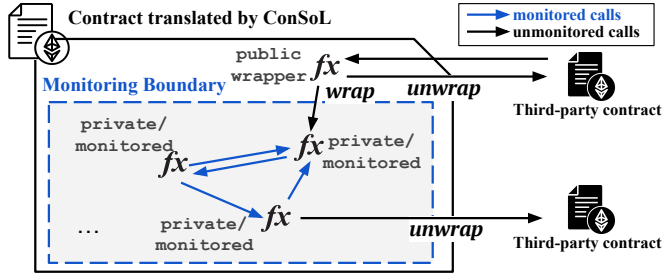 Contract translated by ConSoL
monitored calls
unmonitored calls
public
wrapper
fx
wrap
unwrap
Third-party contract
Monitoring Boundary
private/
monitored
fx
fx
private/
monitored
fx
private/
monitored
...
unwrap
Third-party contract